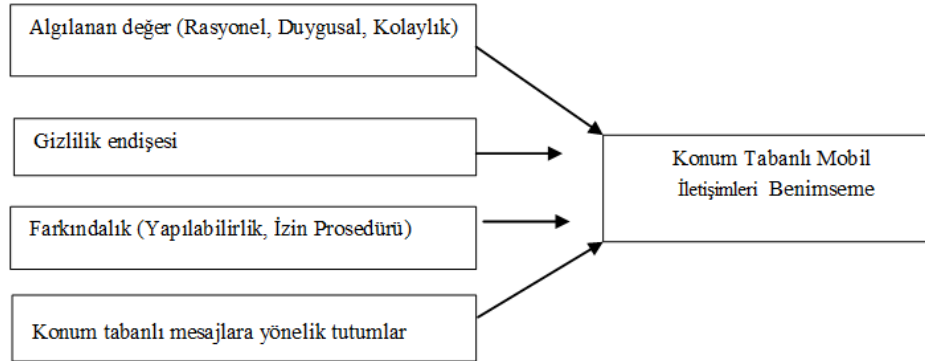 Algılanan değer (Rasyonel, Duygusal, Kolaylık)
Gizlilik endişesi
Farkındalık (Yapılabilirlik, İzin Prosedürü)
Konum tabanlı mesajlara yönelik tutumlar
Konum Tabanlı Mobil
İletişimleri Benimseme